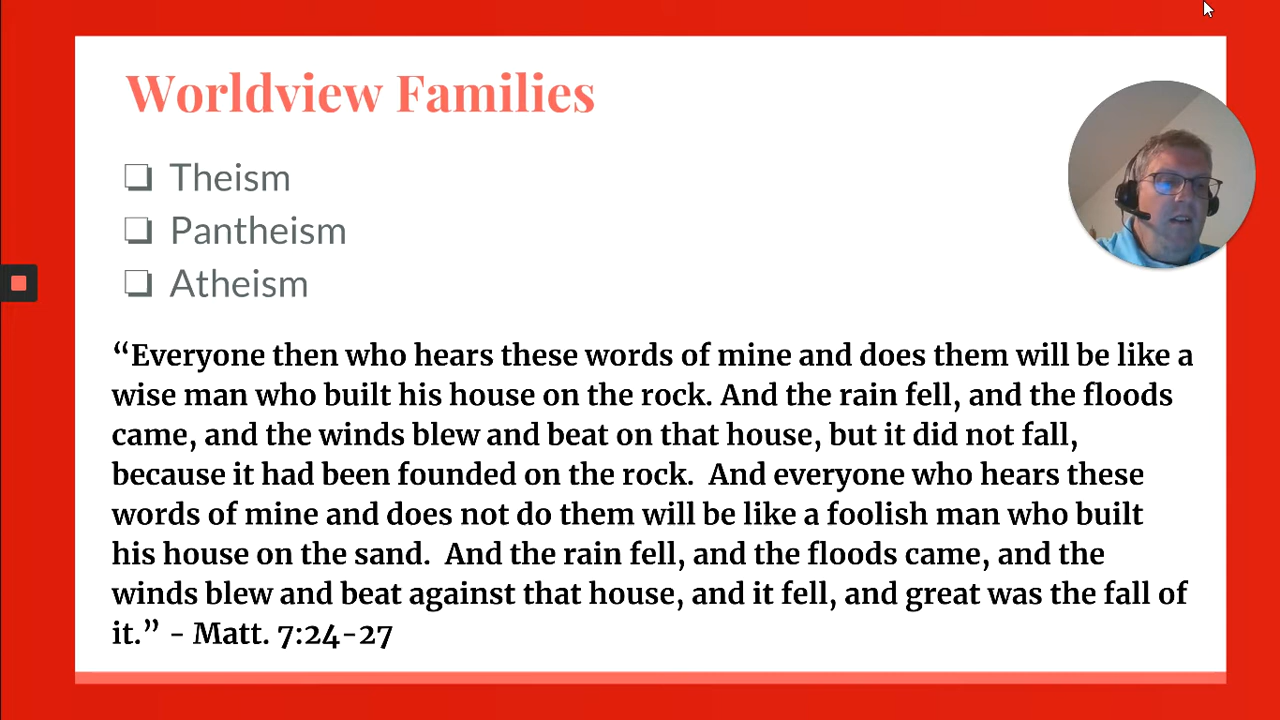 Worldview Families
❏ Theism
❏ Pantheism
❏ Atheism
“Everyone then who hears these words of mine and does them will be like a
wise man who built his house on the rock. And the rain fell, and the floods
came, and the winds blew and beat on that house, but it did not fall,
because it had been founded on the rock.  And everyone who hears these
words of mine and does not do them will be like a foolish man who built
his house on the sand.  And the rain fell, and the floods came, and the
winds blew and beat against that house, and it fell, and great was the fall of
it.” - Matt. 7:24-27